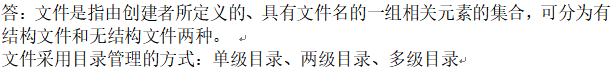 答：文件是指由创建者所定义的、具有文件名的一组相关元素的集合，可分为有
结构文件和无结构文件两种。
文件采用目录管理的方式：单级目录、两级目录、多级目录